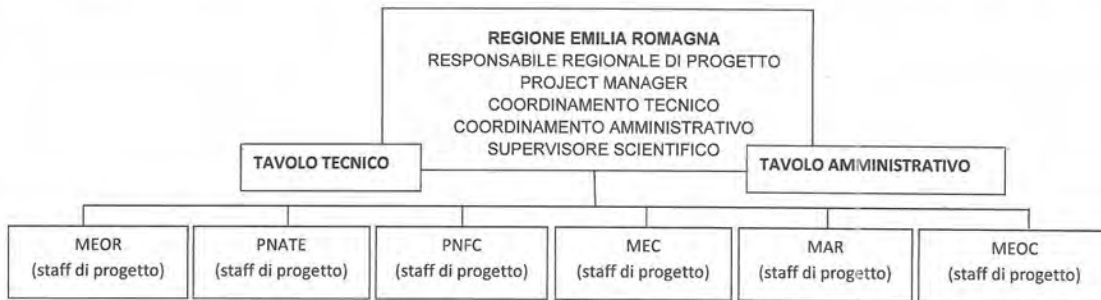 REGIONE EMILIA ROMAGNA
RESPONSABILE REGIONALE DI PROGETTO
PROJECT MANAGER
COORDINAMENTO TECNICO
COORDINAMENTO AMMINISTRATIVO
SUPERVISORE SCIENTIFICO
TAVOLO TECNICO
TAVOLO AMMINISTRATIVO
MEOR
(staff di progetto)
PNATE
(staff di progetto)
PNFC
(staff di progetto)
MEC
(staff di progetto)
MAR
(staff di progetto)
MEOC
(staff di progetto)